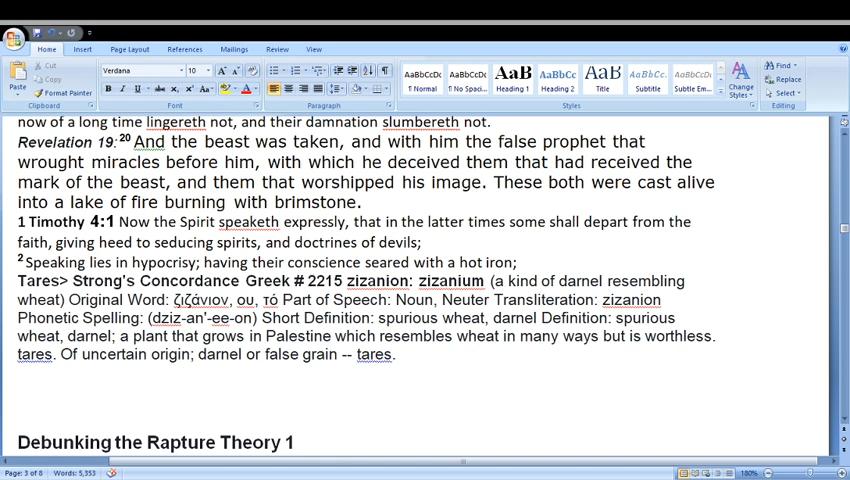 Home Insert Page Layout References Mailings Review View
Cut
Copy
Format Painter
Paste
Clipboard
Verdana 10
B I U abc x₂ x² Aa
Font
Paragraph
AaBbCcDc AaBbCcDc AaB AaBbCc AaB AaBbCc. AaBbCcDc
¶ Normal ¶ No Spaci... Heading 1 Heading 2 Title Subtitle Subtle Em...
Change Styles
Styles
Find
Replace
Select
Editing
now of a long time lingereth not, and their damnation slumbereth not.
Revelation 19:20 And the beast was taken, and with him the false prophet that
wrought miracles before him, with which he deceived them that had received the
mark of the beast, and them that worshipped his image. These both were cast alive
into a lake of fire burning with brimstone.
1 Timothy 4:1 Now the Spirit speaketh expressly, that in the latter times some shall depart from the
faith, giving heed to seducing spirits, and doctrines of devils;
2 Speaking lies in hypocrisy; having their conscience seared with a hot iron;
Tares> Strong's Concordance Greek # 2215 zizanion: zizanium (a kind of darnel resembling
wheat) Original Word: ζιζάνιον, ου, τό Part of Speech: Noun, Neuter Transliteration: zizanion
Phonetic Spelling: (dziz-an'-ee-on) Short Definition: spurious wheat, darnel Definition: spurious
wheat, darnel; a plant that grows in Palestine which resembles wheat in many ways but is worthless.
tares. Of uncertain origin; darnel or false grain -- tares.
Debunking the Rapture Theory 1
Page: 3 of 8 Words: 5,353 180%